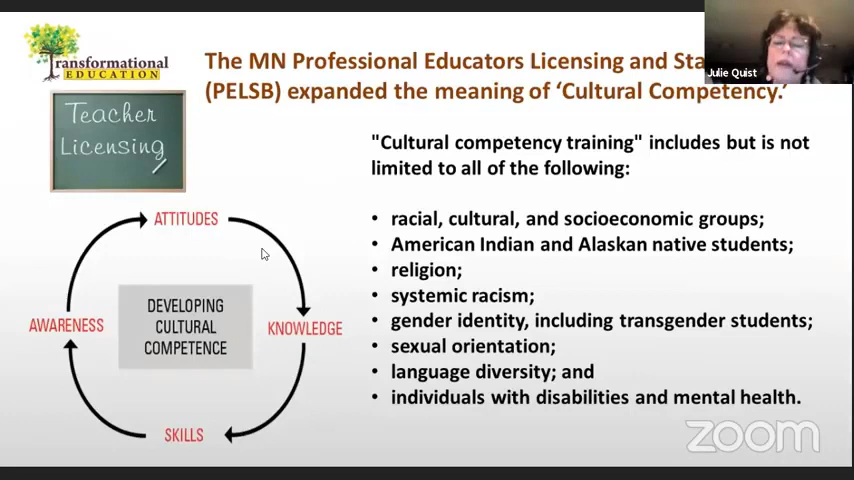 Transformational
EDUCATION
The MN Professional Educators Licensing and
(PELSB) expanded the meaning of ‘Cultural Competency.’
Julie Quist
Teacher
Licensing
"Cultural competency training" includes but is not
limited to all of the following:
• racial, cultural, and socioeconomic groups;
• American Indian and Alaskan native students;
• religion;
• systemic racism;
• gender identity, including transgender students;
• sexual orientation;
• language diversity; and
• individuals with disabilities and mental health.
ATTITUDES
AWARENESS
DEVELOPING
CULTURAL
COMPETENCE
KNOWLEDGE
SKILLS
zoom